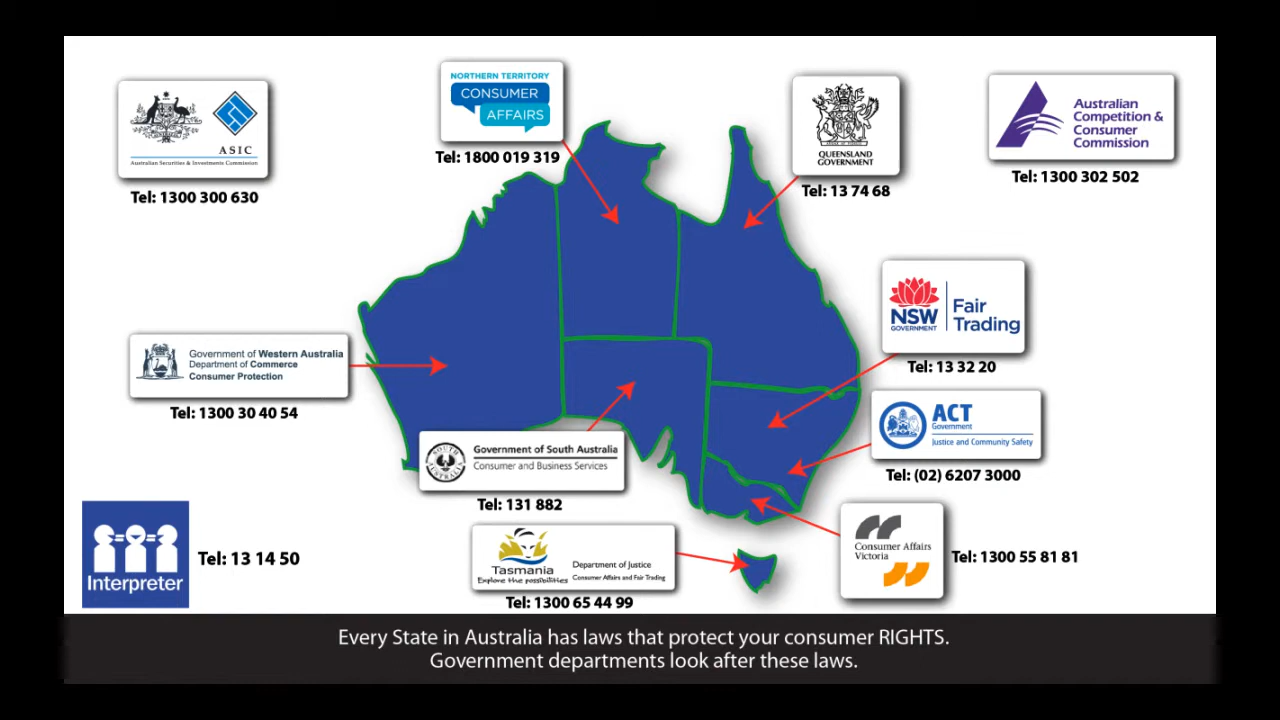 ASIC
Australian Securities & Investments Commission
Tel: 1300 300 630
NORTHERN TERRITORY
CONSUMER
AFFAIRS
Tel: 1800 019 319
QUEENSLAND
GOVERNMENT
Tel: 13 74 68
Australian
Competition &
Consumer
Commission
Tel: 1300 302 502
NSW
GOVERNMENT
Fair
Trading
Tel: 13 32 20
Government of Western Australia
Department of Commerce
Consumer Protection
Tel: 1300 30 40 54
ACT
Government
Justice and Community Safety
Tel: (02) 6207 3000
SOUTH
AUSTRALIA
Government of South Australia
Consumer and Business Services
Tel: 131 882
Interpreter
Tel: 13 14 50
Tasmania
Explore the possibilities
Department of Justice
Consumer Affairs and Fair Trading
Tel: 1300 65 44 99
Consumer Affairs
Victoria
Tel: 1300 55 81 81
Every State in Australia has laws that protect your consumer RIGHTS.
Government departments look after these laws.